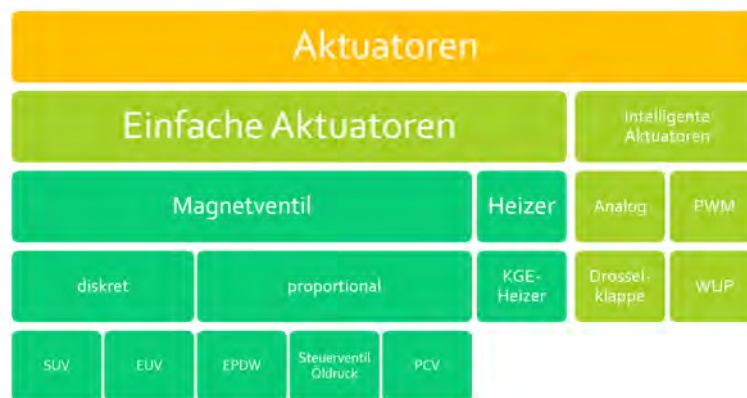 Aktuatoren
Einfache Aktuatoren
Intelligente
Aktuatoren
Magnetventil
Heizer
Analog
PWM
diskret
proportional
KGE-
Heizer
Drossel-
klappe
WUP
SUV
EUV
EPDW
Steuerventil
Öldruck
PCV